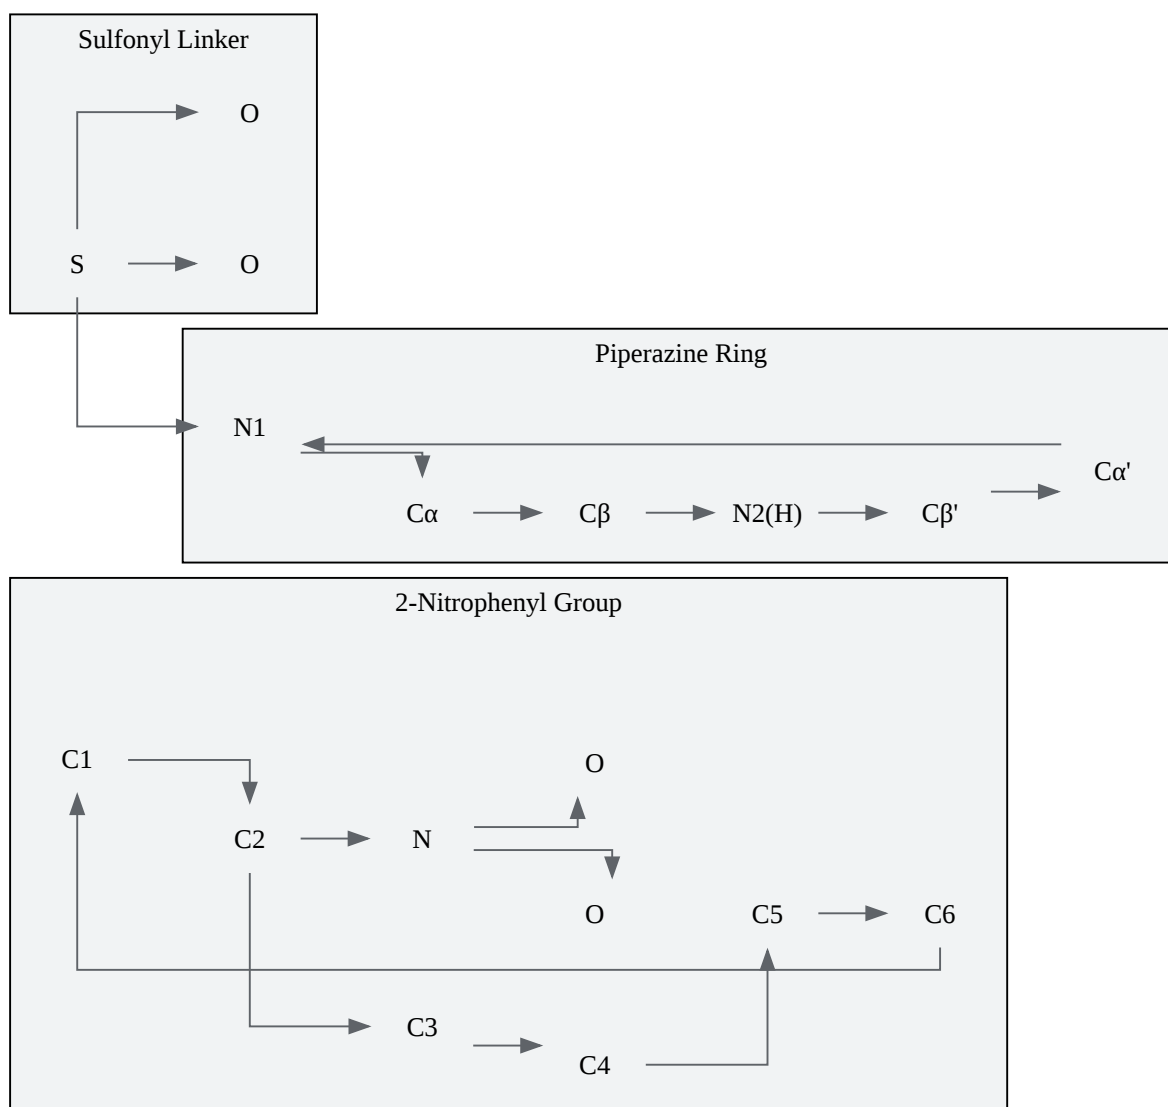 Sulfonyl Linker
O
S
O
Piperazine Ring
N1
Cα'
Cα
Cβ
N2(H)
Cβ'
2-Nitrophenyl Group
C1
O
C2
N
O
C5
C6
C3
C4